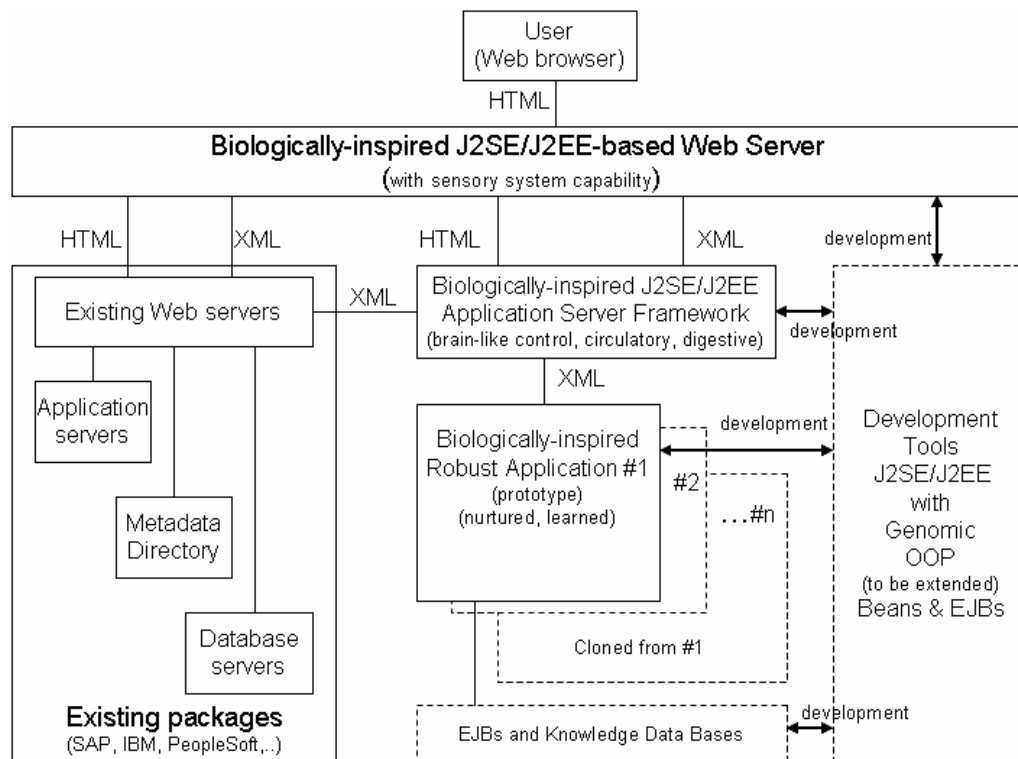 User
(Web browser)
HTML
Biologically-inspired J2SE/J2EE-based Web Server
(with sensory system capability)
HTML
XML
HTML
XML
development
Existing Web servers
XML
Biologically-inspired J2SE/J2EE
Application Server Framework
(brain-like control, circulatory, digestive)
development
XML
Application
servers
Metadata
Directory
Database
servers
Existing packages
(SAP, IBM, PeopleSoft,..)
Biologically-inspired
Robust Application #1
(prototype)
(nurtured, learned)
development
#2
...#n
Cloned from #1
EJBs and Knowledge Data Bases
development
Development
Tools
J2SE/J2EE
with
Genomic
OOP
(to be extended)
Beans & EJBs